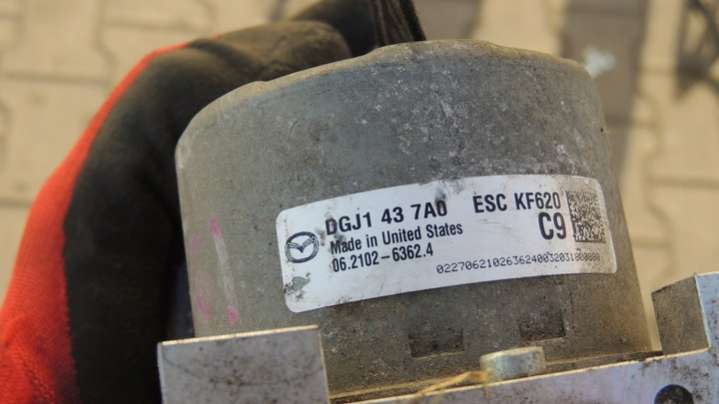 DGJ1 43 7A0 ESC KF620
Made in United States C9
06.2102-6362.4